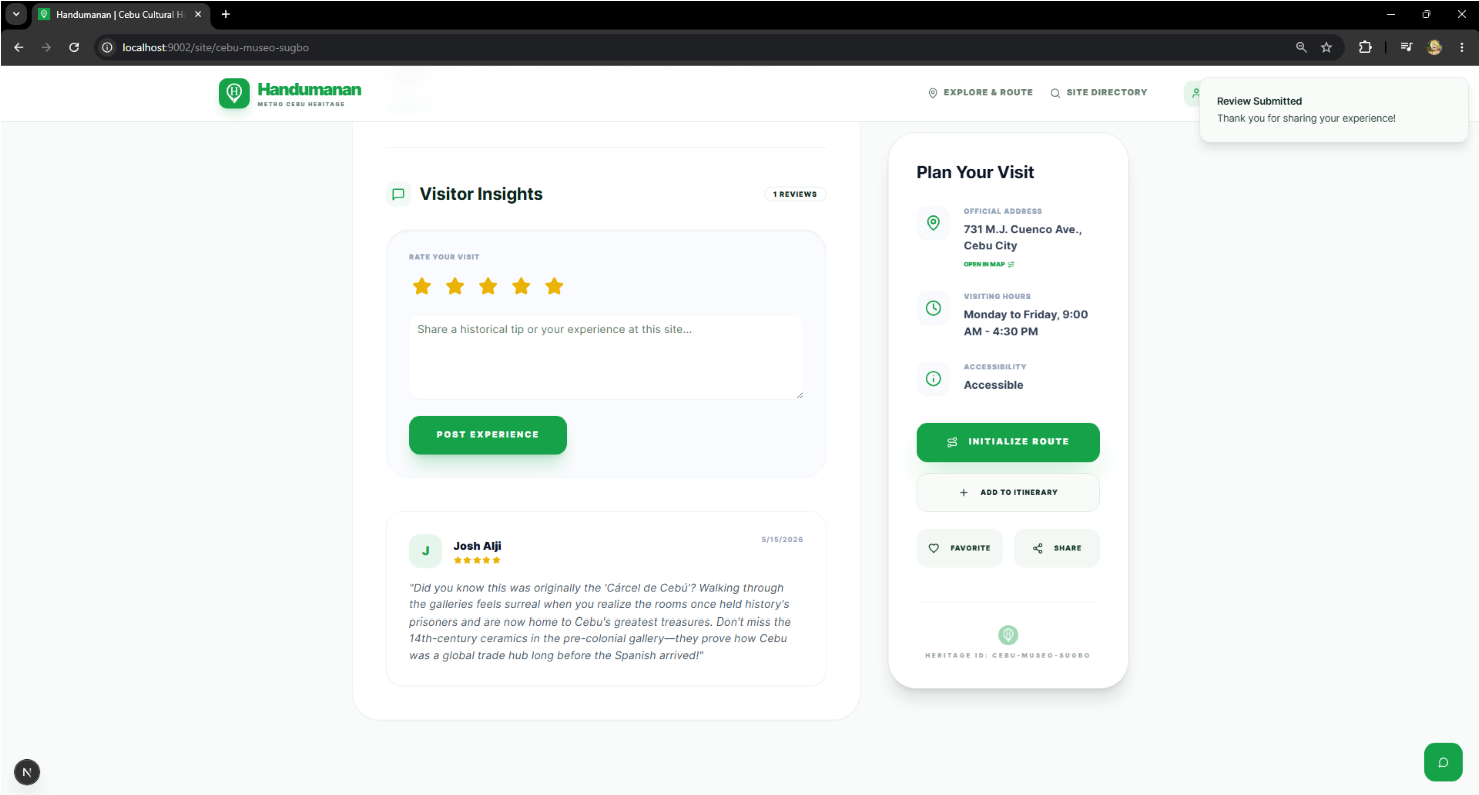 Handumanan | Cebu Cultural H
localhost:9002/site/cebu-museo-sugbo
Handumanan
METRO CEBU HERITAGE
EXPLORE & ROUTE
SITE DIRECTORY
Review Submitted
Thank you for sharing your experience!
Visitor Insights
1 REVIEWS
RATE YOUR VISIT
Share a historical tip or your experience at this site...
POST EXPERIENCE
J
Josh Alji
5/15/2026
"Did you know this was originally the 'Cárcel de Cebú'? Walking through
the galleries feels surreal when you realize the rooms once held history's
prisoners and are now home to Cebu's greatest treasures. Don't miss the
14th-century ceramics in the pre-colonial gallery—they prove how Cebu
was a global trade hub long before the Spanish arrived!"
Plan Your Visit
OFFICIAL ADDRESS
731 M.J. Cuenco Ave.,
Cebu City
OPEN IN MAP
VISITING HOURS
Monday to Friday, 9:00
AM - 4:30 PM
ACCESSIBILITY
Accessible
INITIALIZE ROUTE
ADD TO ITINERARY
FAVORITE
SHARE
HERITAGE ID: CEBU-MUSEO-SUGBO
N